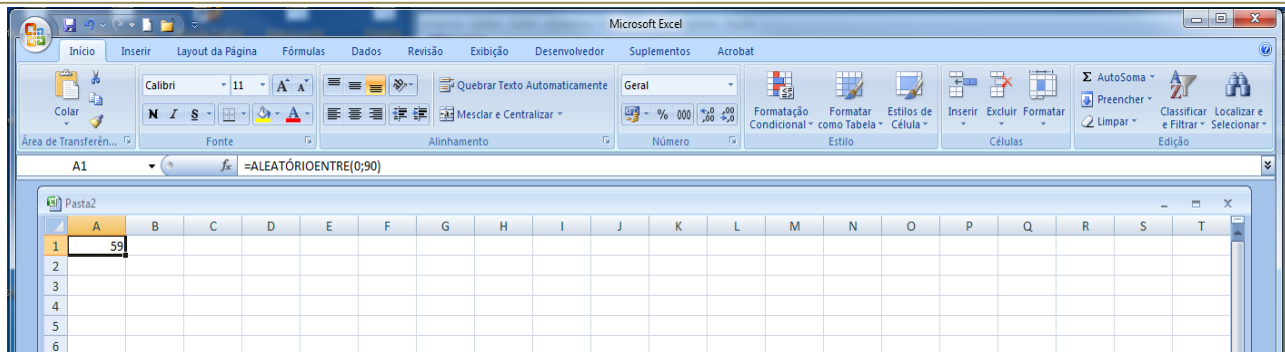 Microsoft Excel
Início Inserir Layout da Página Fórmulas Dados Revisão Exibição Desenvolvedor Suplementos Acrobat
Colar
Calibri 11 A A
N I S A
Quebrar Texto Automaticamente
Mesclar e Centralizar
Geral
% 000 ,00
Formatação Condicional
Formatar como Tabela
Estilos de Célula
Inserir Excluir Formatar
Σ AutoSoma
Preencher
Limpar
Classificar e Filtrar
Localizar e Selecionar
Área de Transferên... Fonte Alinhamento Número Estilo Células Edição
A1 fx =ALEATÓRIOENTRE(0;90)
Pasta2
A B C D E F G H I J K L M N O P Q R S T
1 59
2
3
4
5
6